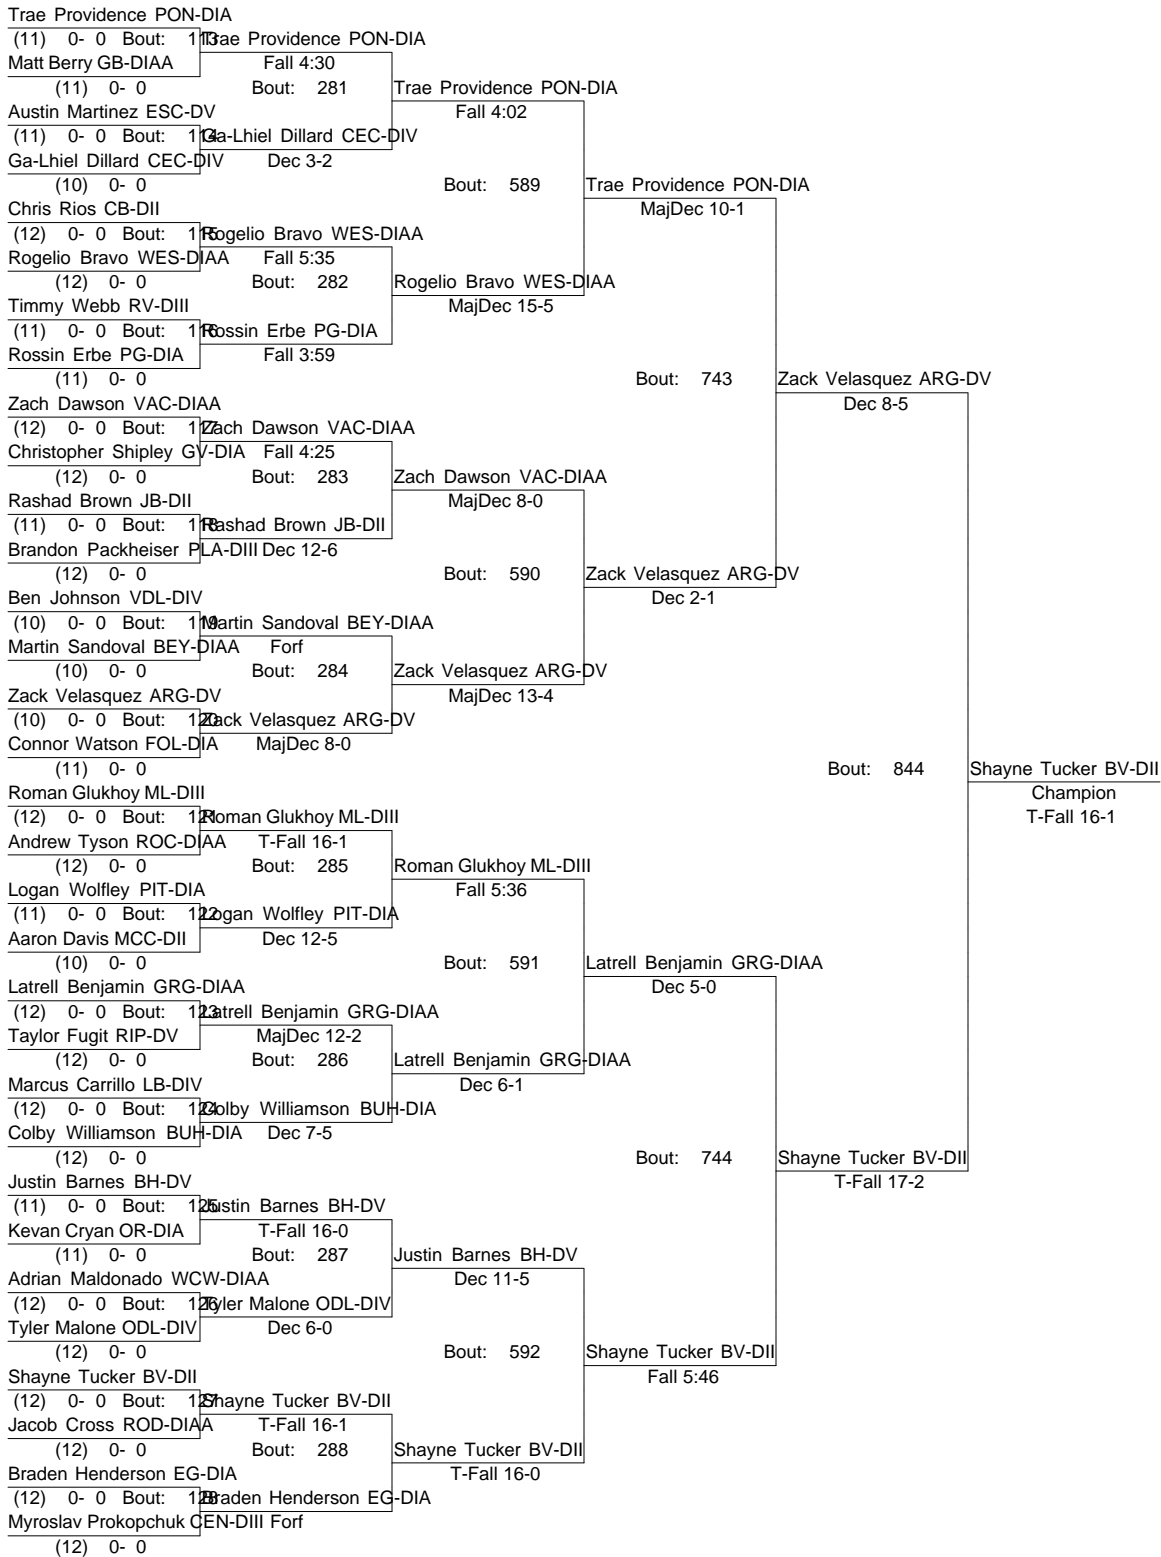 Trae Providence PON-DIA
(11) 0- 0 Bout: 113 Trae Providence PON-DIA
Matt Berry GB-DIAA Fall 4:30
(11) 0- 0 Bout: 281 Trae Providence PON-DIA
Austin Martinez ESC-DV Fall 4:02
(11) 0- 0 Bout: 114 Ga-Lhiel Dillard CEC-DIV
Ga-Lhiel Dillard CEC-DIV Dec 3-2
(10) 0- 0 Bout: 589 Trae Providence PON-DIA
Chris Rios CB-DII MajDec 10-1
(12) 0- 0 Bout: 115 Rogelio Bravo WES-DIAA
Rogelio Bravo WES-DIAA Fall 5:35
(12) 0- 0 Bout: 282 Rogelio Bravo WES-DIAA
Timmy Webb RV-DIII MajDec 15-5
(11) 0- 0 Bout: 116 Rossin Erbe PG-DIA
Rossin Erbe PG-DIA Fall 3:59
(11) 0- 0 Bout: 743 Zack Velasquez ARG-DV
Zach Dawson VAC-DIAA Dec 8-5
(12) 0- 0 Bout: 117 Zach Dawson VAC-DIAA
Christopher Shipley GV-DIA Fall 4:25
(12) 0- 0 Bout: 283 Zach Dawson VAC-DIAA
Rashad Brown JB-DII MajDec 8-0
(11) 0- 0 Bout: 118 Rashad Brown JB-DII
Brandon Packheiser PLA-DIII Dec 12-6
(12) 0- 0 Bout: 590 Zack Velasquez ARG-DV
Ben Johnson VDL-DIV Dec 2-1
(10) 0- 0 Bout: 119 Martin Sandoval BEY-DIAA
Martin Sandoval BEY-DIAA Forf
(10) 0- 0 Bout: 284 Zack Velasquez ARG-DV
Zack Velasquez ARG-DV MajDec 13-4
(10) 0- 0 Bout: 120 Zack Velasquez ARG-DV
Connor Watson FOL-DIA MajDec 8-0
(11) 0- 0 Bout: 844 Shayne Tucker BV-DII
Roman Glukhoy ML-DIII Champion
(12) 0- 0 Bout: 121 Roman Glukhoy ML-DIII T-Fall 16-1
Andrew Tyson ROC-DIAA T-Fall 16-1
(12) 0- 0 Bout: 285 Roman Glukhoy ML-DIII
Logan Wolfley PIT-DIA Fall 5:36
(11) 0- 0 Bout: 122 Logan Wolfley PIT-DIA
Aaron Davis MCC-DII Dec 12-5
(10) 0- 0 Bout: 591 Latrell Benjamin GRG-DIAA
Latrell Benjamin GRG-DIAA Dec 5-0
(12) 0- 0 Bout: 123 Latrell Benjamin GRG-DIAA
Taylor Fugit RIP-DV MajDec 12-2
(12) 0- 0 Bout: 286 Latrell Benjamin GRG-DIAA
Marcus Carrillo LB-DIV Dec 6-1
(12) 0- 0 Bout: 124 Colby Williamson BUH-DIA
Colby Williamson BUH-DIA Dec 7-5
(12) 0- 0 Bout: 744 Shayne Tucker BV-DII
Justin Barnes BH-DV T-Fall 17-2
(11) 0- 0 Bout: 125 Justin Barnes BH-DV
Kevan Cryan OR-DIA T-Fall 16-0
(11) 0- 0 Bout: 287 Justin Barnes BH-DV
Adrian Maldonado WCW-DIAA Dec 11-5
(12) 0- 0 Bout: 126 Tyler Malone ODL-DIV
Tyler Malone ODL-DIV Dec 6-0
(12) 0- 0 Bout: 592 Shayne Tucker BV-DII
Shayne Tucker BV-DII Fall 5:46
(12) 0- 0 Bout: 127 Shayne Tucker BV-DII
Jacob Cross ROD-DIAA T-Fall 16-1
(12) 0- 0 Bout: 288 Shayne Tucker BV-DII
Braden Henderson EG-DIA T-Fall 16-0
(12) 0- 0 Bout: 128 Braden Henderson EG-DIA
Myroslav Prokopchuk CEN-DIII Forf
(12) 0- 0